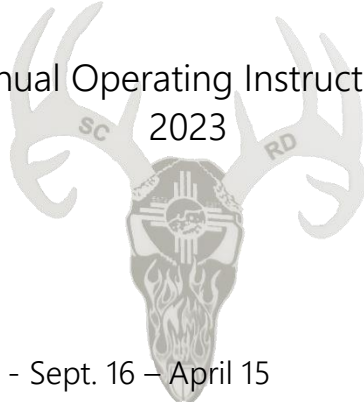 nual Operating Instruct
2023
SC
RD
- Sept. 16 – April 15